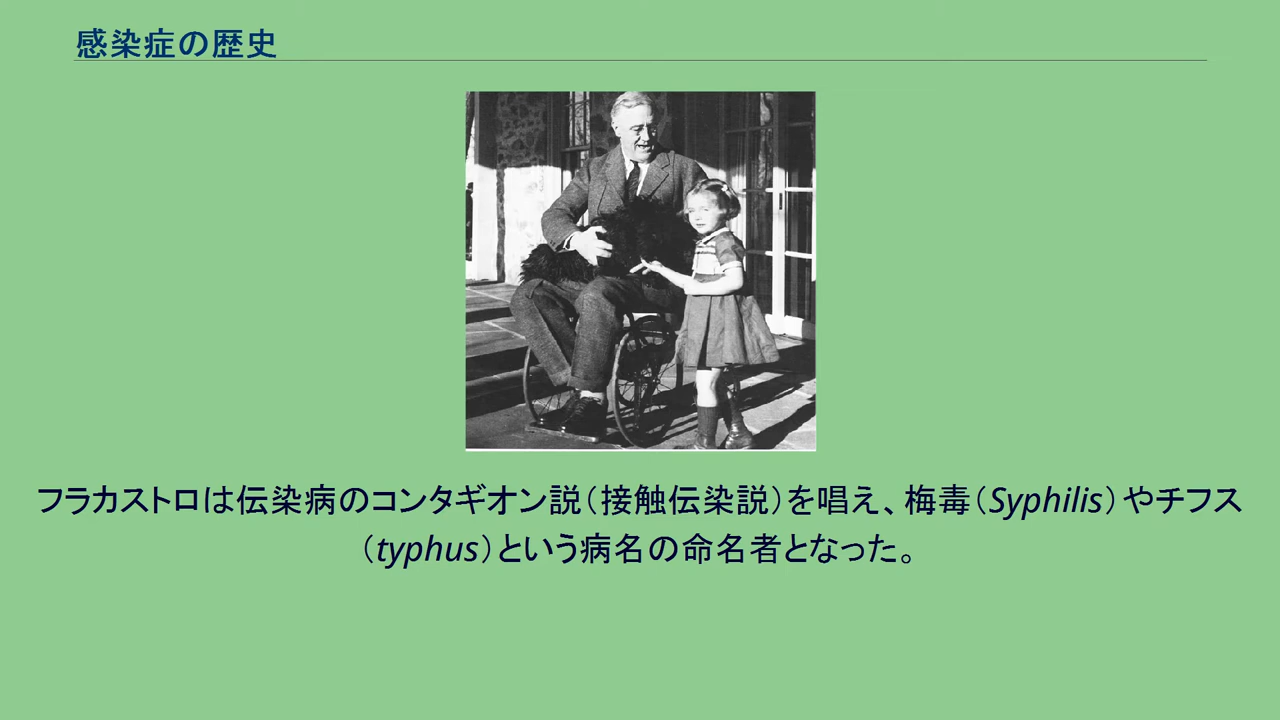 感染症の歴史
フラカストロは伝染病のコンタギオン説（接触伝染説）を唱え、梅毒（Syphilis）やチフス
（typhus）という病名の命名者となった。